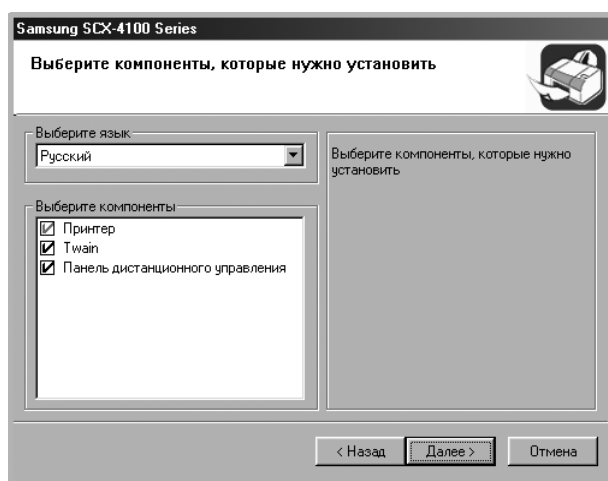 Samsung SCX-4100 Series
Выберите компоненты, которые нужно установить
Выберите язык
Русский
Выберите компоненты, которые нужно
установить
Выберите компоненты
Принтер
Twain
Панель дистанционного управления
< Назад
Далее >
Отмена